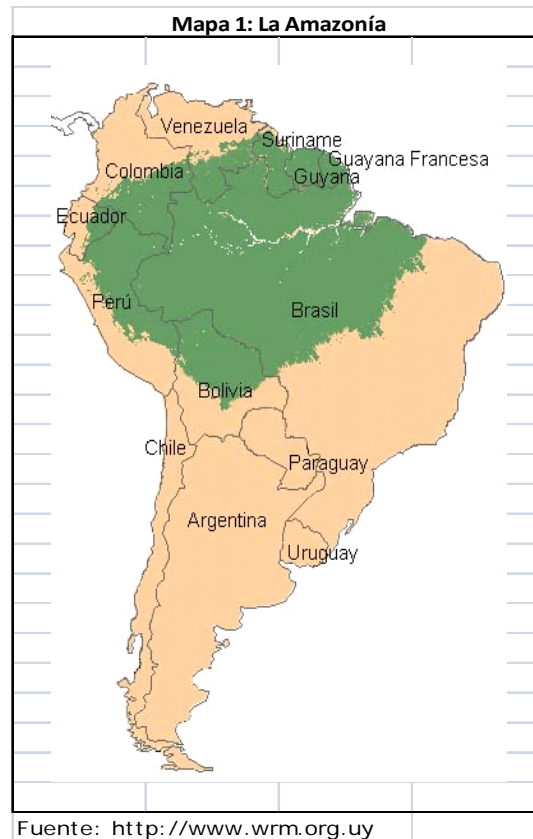 Mapa 1: La Amazonía
Venezuela
Suriname
Guayana Francesa
Colombia
Guyana
Ecuador
Perú
Brasil
Bolivia
Chile
Paraguay
Argentina
Uruguay
Fuente: http://www.wrm.org.uy